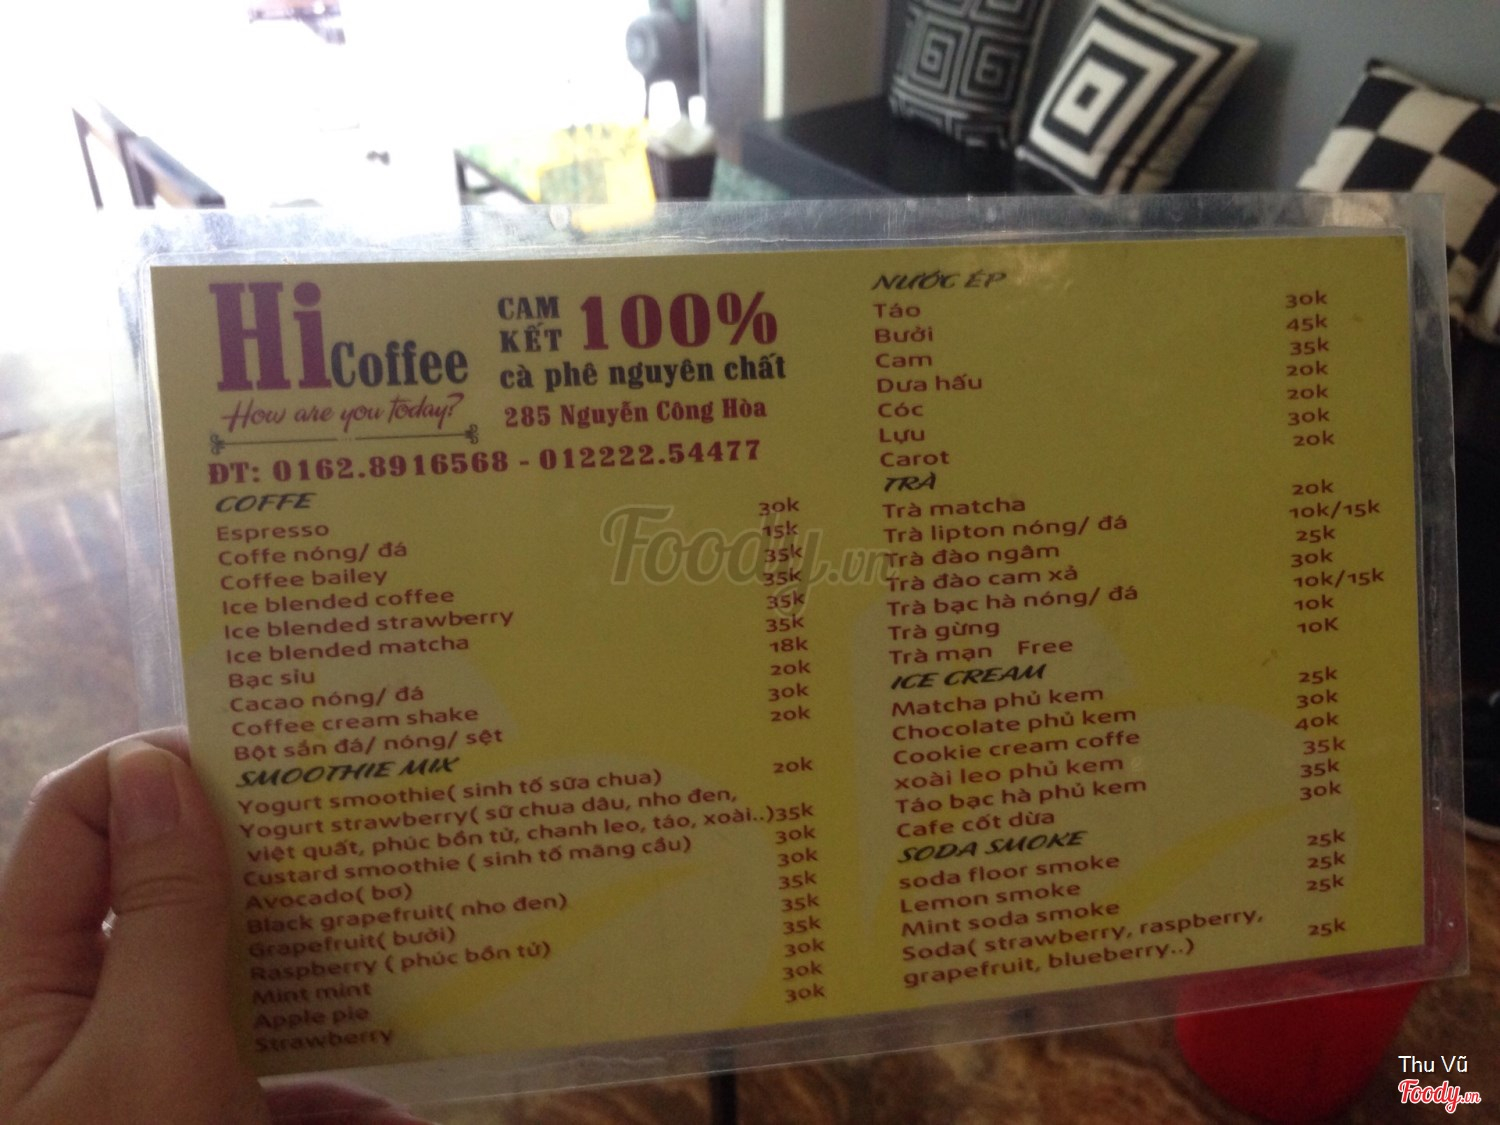 Hi Coffee
How are you today?
CAM KẾT 100%
cà phê nguyên chất
285 Nguyễn Công Hòa
ĐT: 0162.8916568 - 012222.54477
COFFE
Espresso 30k
Coffe nóng/ đá 15k
Coffee bailey 35k
Ice blended coffee 35k
Ice blended strawberry 35k
Ice blended matcha 35k
Bạc sỉu 18k
Cacao nóng/ đá 20k
Coffee cream shake 30k
Bột sắn đá/ nóng/ sệt 20k
SMOOTHIE MIX
Yogurt smoothie( sinh tố sữa chua) 20k
Yogurt strawberry( sữ chua dâu, nho đen,
việt quất, phúc bồn tử, chanh leo, táo, xoài..) 35k
Custard smoothie ( sinh tố mãng cầu) 30k
Avocado( bơ) 30k
Black grapefruit( nho đen) 35k
Grapefruit( bưởi) 35k
Raspberry ( phúc bồn tử) 35k
Mint mint 30k
Apple pie 30k
Strawberry 30k
NƯỚC ÉP
Táo 30k
Bưởi 45k
Cam 35k
Dưa hấu 20k
Cóc 20k
Lựu 30k
Carot 20k
TRÀ
Trà matcha 20k
Trà lipton nóng/ đá 10k/15k
Trà đào ngâm 25k
Trà đào cam xả 30k
Trà bạc hà nóng/ đá 10k/15k
Trà gừng 10k
Trà mạn Free 10K
ICE CREAM
Matcha phủ kem 25k
Chocolate phủ kem 30k
Cookie cream coffe 40k
xoài leo phủ kem 35k
Táo bạc hà phủ kem 35k
Cafe cốt dừa 30k
SODA SMOKE
soda floor smoke 25k
Lemon smoke 25k
Mint soda smoke 25k
Soda( strawberry, raspberry,
grapefruit, blueberry..) 25k
Foody.vn
Thu Vũ
Foody.vn